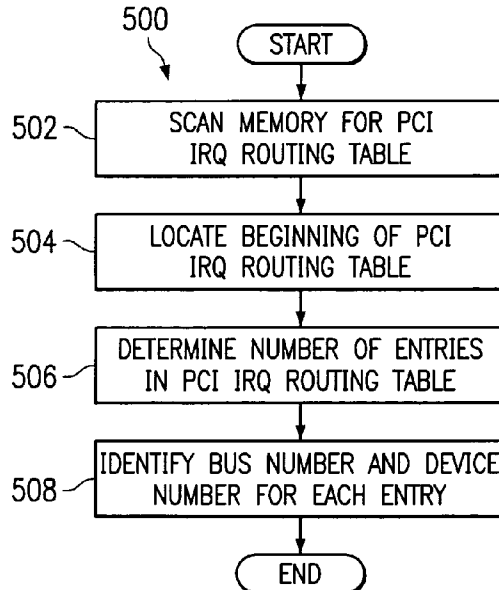 500
START
502
SCAN MEMORY FOR PCI
IRQ ROUTING TABLE
504
LOCATE BEGINNING OF PCI
IRQ ROUTING TABLE
506
DETERMINE NUMBER OF ENTRIES
IN PCI IRQ ROUTING TABLE
508
IDENTIFY BUS NUMBER AND DEVICE
NUMBER FOR EACH ENTRY
END